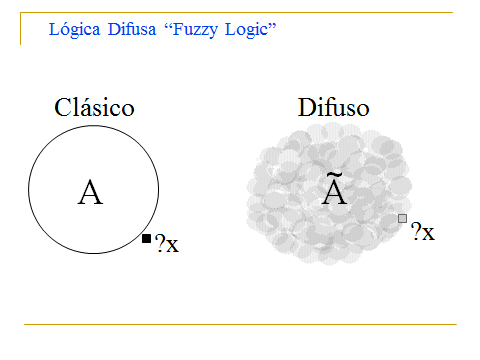 Lógica Difusa “Fuzzy Logic”
Clásico
Difuso
A
Ã
?x
?x